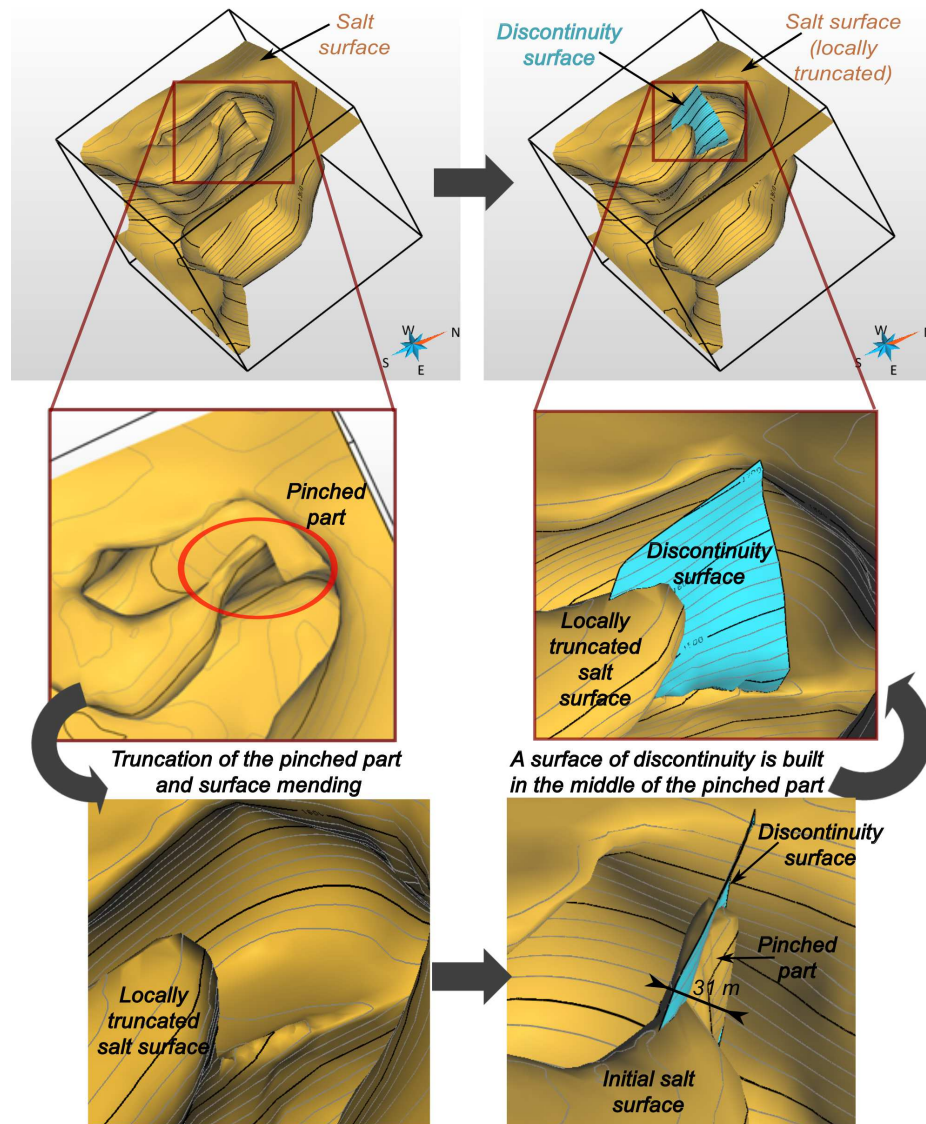 Salt
surface
Discontinuity
surface
Salt surface
(locally
truncated)
W
N
S
E
W
N
S
E
Pinched
part
Discontinuity
surface
Locally
truncated
salt
surface
Truncation of the pinched part
and surface mending
A surface of discontinuity is built
in the middle of the pinched part
Locally
truncated
salt surface
Discontinuity
surface
Pinched
part
31 m
Initial salt
surface